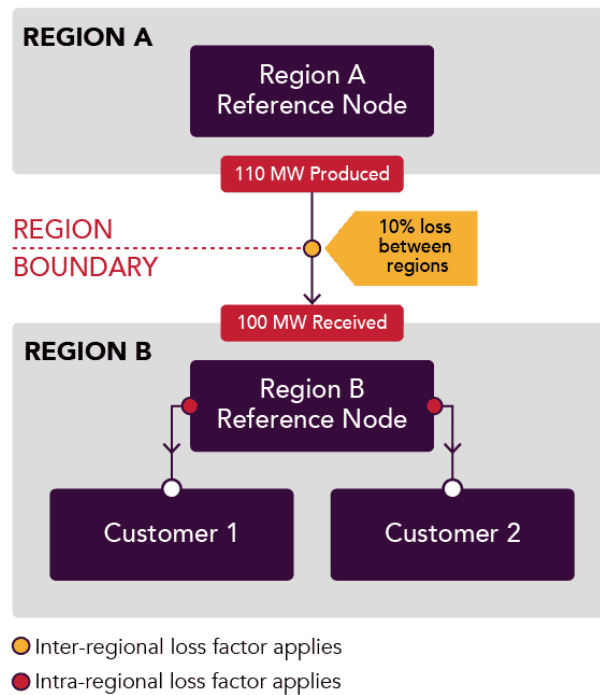 REGION A
Region A
Reference Node
110 MW Produced
REGION
BOUNDARY
10% loss
between
regions
100 MW Received
REGION B
Region B
Reference Node
Customer 1
Customer 2
Inter-regional loss factor applies
Intra-regional loss factor applies